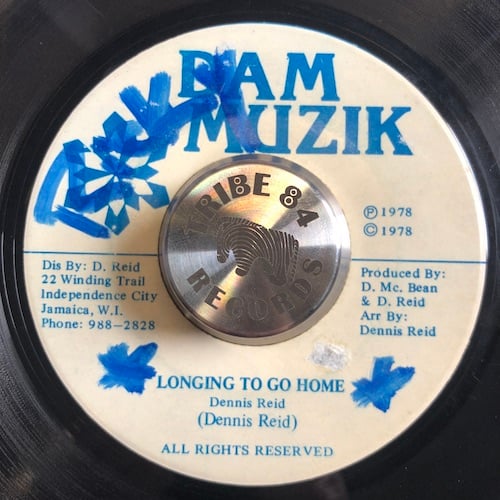 DAM
MUZIK
TRIBE 84
RECORDS
Ⓟ 1978
© 1978
Dis By: D. Reid
22 Winding Trail
Independence City
Jamaica, W.I.
Phone: 988-2828
Produced By:
D. Mc. Bean
& D. Reid
Arr By:
Dennis Reid
LONGING TO GO HOME
Dennis Reid
(Dennis Reid)
ALL RIGHTS RESERVED